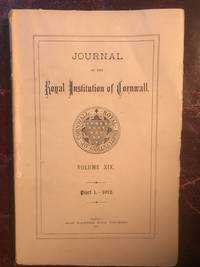 JOURNAL
OF THE
Royal Institution of Cornwall.
VOLUME XIX.
Part 1.—1912.